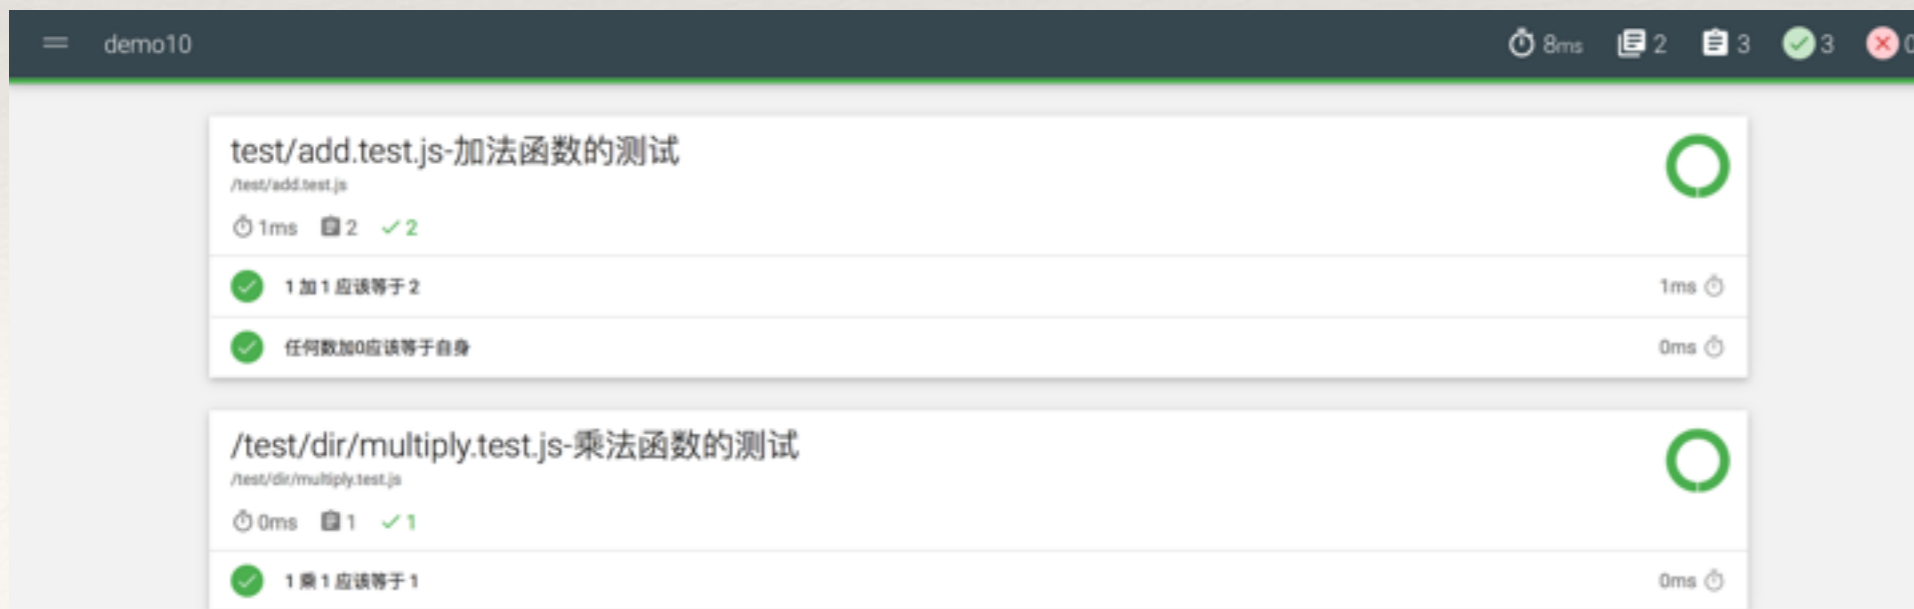 demo10 8ms 2 3 3 0
test/add.test.js-加法函数的测试
/test/add.test.js
1ms 2 2
1 加 1 应该等于 2 1ms
任何数加0应该等于自身 0ms
/test/dir/multiply.test.js-乘法函数的测试
/test/dir/multiply.test.js
0ms 1 1
1 乘 1 应该等于 1 0ms